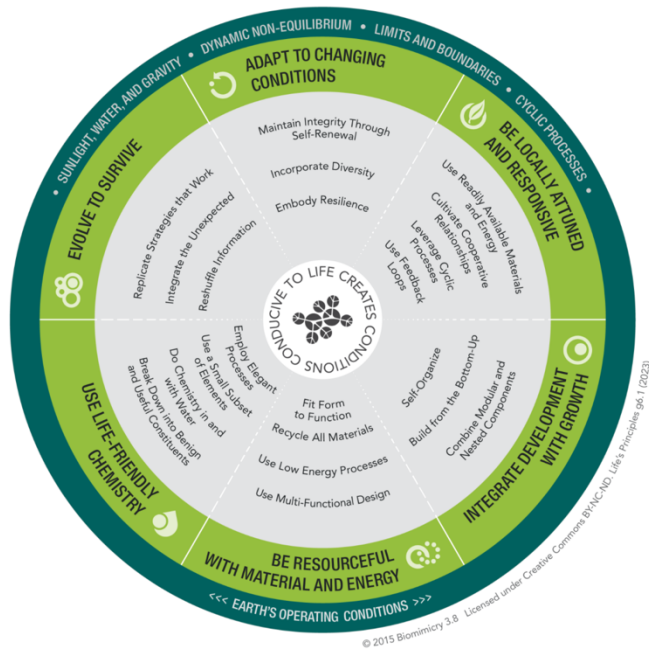 SUNLIGHT, WATER, AND GRAVITY • DYNAMIC NON-EQUILIBRIUM • LIMITS AND BOUNDARIES • CYCLIC PROCESSES •
ADAPT TO CHANGING
CONDITIONS
Maintain Integrity Through
Self-Renewal
Incorporate Diversity
Embody Resilience
BE LOCALLY ATTUNED
AND RESPONSIVE
Use Readily Available Materials
and Energy
Cultivate Cooperative
Relationships
Leverage Cyclic
Processes
Use Feedback
Loops
INTEGRATE DEVELOPMENT
WITH GROWTH
Self-Organize
Build from the Bottom-Up
Combine Modular and
Nested Components
BE RESOURCEFUL
WITH MATERIAL AND ENERGY
Fit Form
to Function
Recycle All Materials
Use Low Energy Processes
Use Multi-Functional Design
USE LIFE-FRIENDLY
CHEMISTRY
Employ Elegant
Processes
Use a Small Subset
of Elements
Do Chemistry in and
with Water
Break Down into Benign
and Useful Constituents
EVOLVE TO SURVIVE
Replicate Strategies that Work
Integrate the Unexpected
Reshuffle Information
LIFE CREATES CONDITIONS CONDUCIVE TO
<<< EARTH'S OPERATING CONDITIONS >>>
© 2015 Biomimicry 3.8 Licensed under Creative Commons BY-NC-ND. Life's Principles g6.1 (2023)